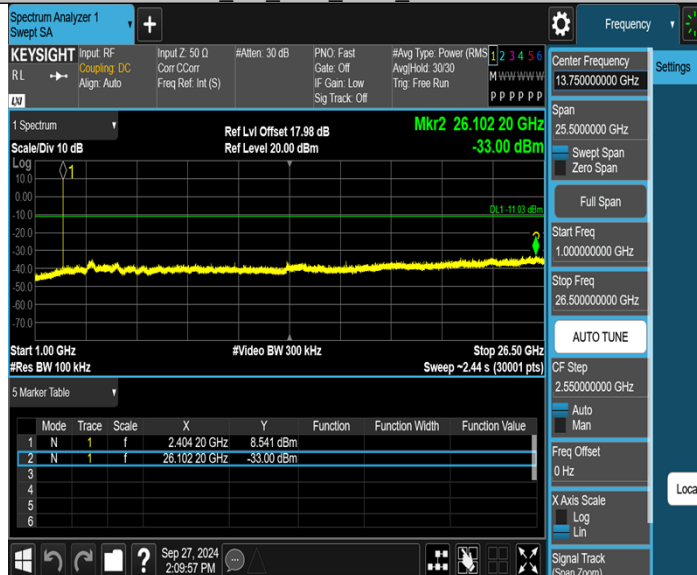 Spectrum Analyzer 1
Swept SA
Frequency
KEYSIGHT
RL
LXI
Input: RF
Coupling: DC
Align: Auto
Input Z: 50 Ω
Corr CCorr
Freq Ref: Int (S)
#Atten: 30 dB
PNO: Fast
Gate: Off
IF Gain: Low
Sig Track: Off
#Avg Type: Power (RMS
Avg|Hold: 30/30
Trig: Free Run
1 2 3 4 5 6
M W W W W W
P P P P P P
1 Spectrum
Scale/Div 10 dB
Ref Lvl Offset 17.98 dB
Ref Level 20.00 dBm
Mkr2 26.102 20 GHz
-33.00 dBm
Log
10.0
0.00
-10.0
-20.0
-30.0
-40.0
-50.0
-60.0
-70.0
1
DL1 -11.03 dBm
2
Start 1.00 GHz
#Res BW 100 kHz
#Video BW 300 kHz
Stop 26.50 GHz
Sweep ~2.44 s (30001 pts)
5 Marker Table
Mode Trace Scale X Y Function Function Width Function Value
1 N 1 f 2.404 20 GHz 8.541 dBm
2 N 1 f 26.102 20 GHz -33.00 dBm
3
4
5
6
Sep 27, 2024
2:09:57 PM
Center Frequency
13.750000000 GHz
Span
25.5000000 GHz
Swept Span
Zero Span
Full Span
Start Freq
1.000000000 GHz
Stop Freq
26.500000000 GHz
AUTO TUNE
CF Step
2.550000000 GHz
Auto
Man
Freq Offset
0 Hz
X Axis Scale
Log
Lin
Signal Track
(Span Zoom)
Settings
Loca